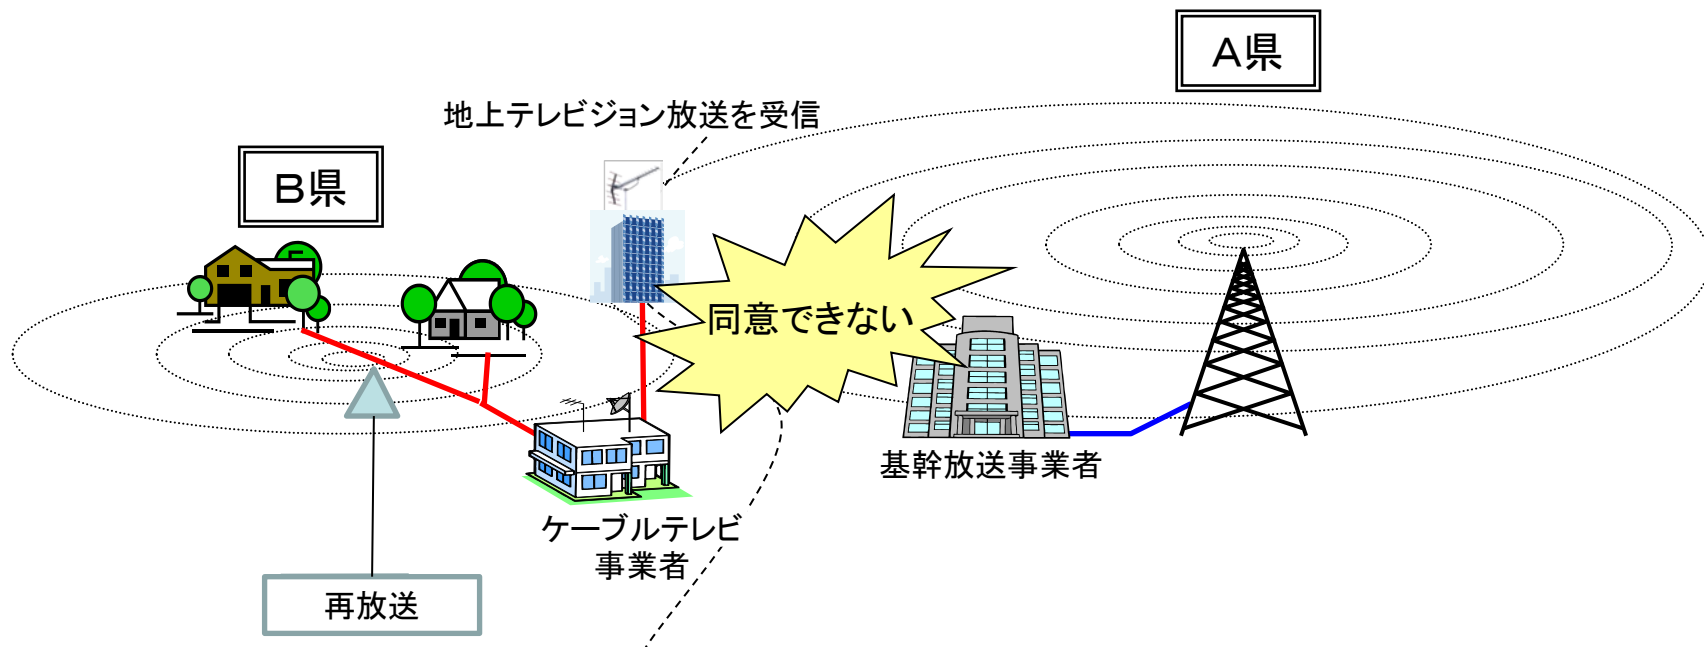 A県
地上テレビジョン放送を受信
B県
同意できない
基幹放送事業者
ケーブルテレビ
事業者
再放送